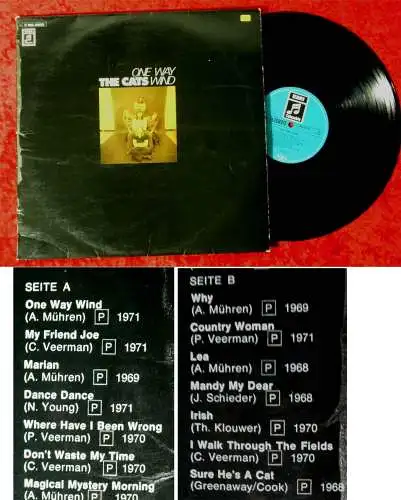 ONE WAY
THE CATS WIND
SEITE A
One Way Wind
(A. Mühren) P 1971
My Friend Joe
(C. Veerman) P 1971
Marian
(A. Mühren) P 1969
Dance Dance
(N. Young) P 1971
Where Have I Been Wrong
(P. Veerman) P 1970
Don't Waste My Time
(C. Veerman) P 1970
Magical Mystery Morning
(A. Mühren) P 1970
SEITE B
Why
(A. Mühren) P 1969
Country Woman
(P. Veerman) P 1971
Lea
(A. Mühren) P 1968
Mandy My Dear
(J. Schieder) P 1968
Irish
(Th. Klouwer) P 1970
I Walk Through The Fields
(C. Veerman) P 1970
Sure He's A Cat
(Greenaway/Cook) P 1968